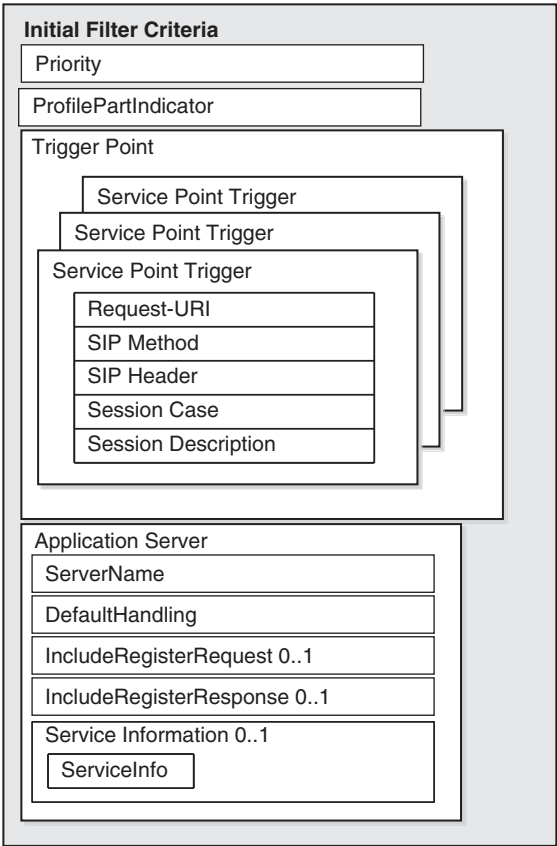 Initial Filter Criteria
Priority
ProfilePartIndicator
Trigger Point
Service Point Trigger
Service Point Trigger
Service Point Trigger
Request-URI
SIP Method
SIP Header
Session Case
Session Description
Application Server
ServerName
DefaultHandling
IncludeRegisterRequest 0..1
IncludeRegisterResponse 0..1
Service Information 0..1
ServiceInfo